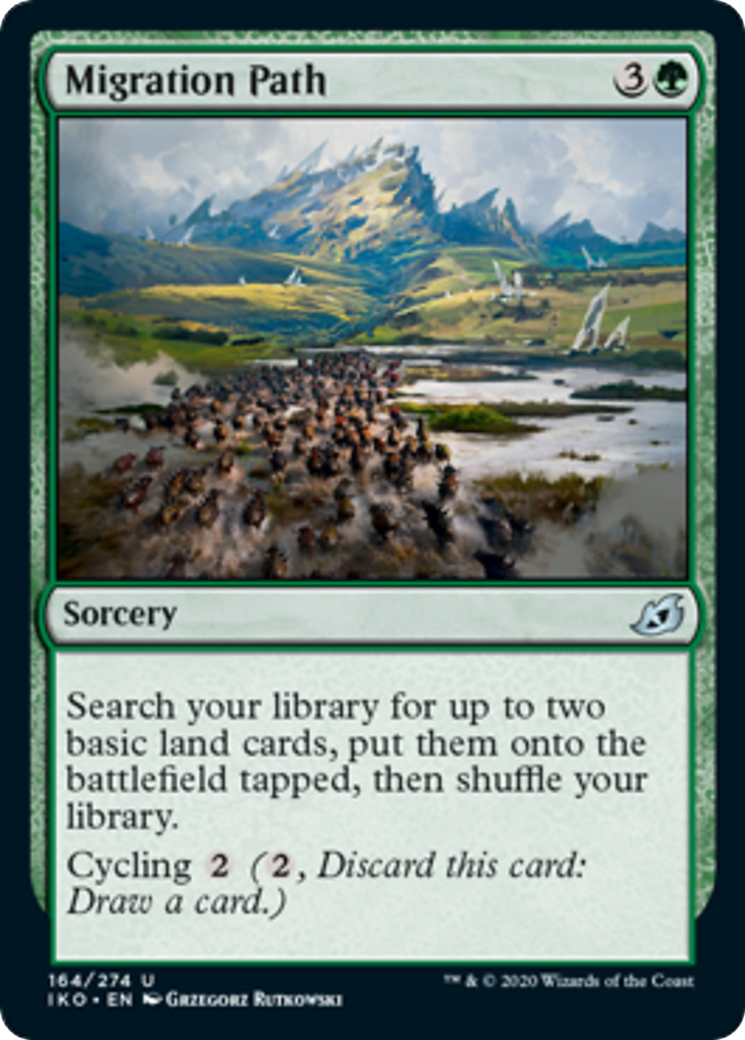 Migration Path 3
Sorcery
Search your library for up to two
basic land cards, put them onto the
battlefield tapped, then shuffle your
library.
Cycling 2 (2, Discard this card:
Draw a card.)
164/274 U
™ & © 2020 Wizards of the Coast
IKO • EN Grzegorz Rutkowski